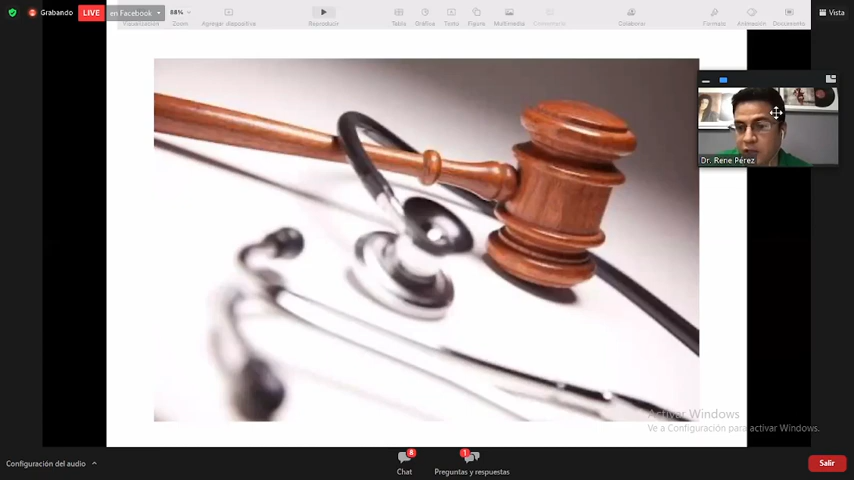 Grabando
LIVE
en Facebook
Vista
88%
Visualización
Zoom
Agregar diapositiva
Reproducir
Tabla
Gráfica
Texto
Figura
Multimedia
Comentario
Colaborar
Formato
Animación
Documento
Dr. Rene Pérez
Activar Windows
Ve a Configuración para activar Windows.
Configuración del audio
8
Chat
1
Preguntas y respuestas
Salir